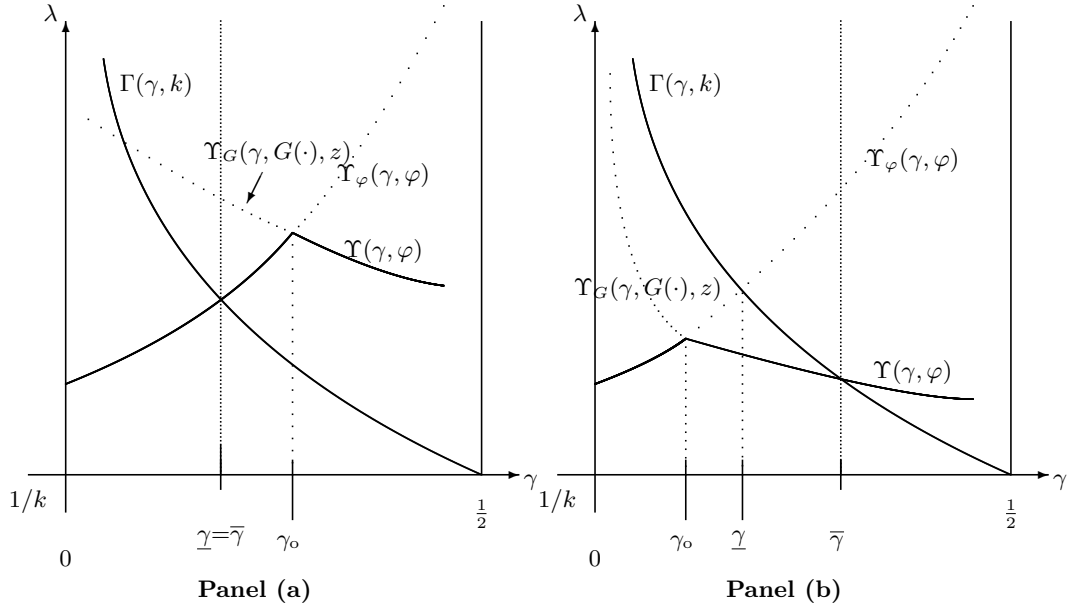 λ
Γ(γ, k)
Υ_G(γ, G(·), z)
Υ_φ(γ, φ)
Υ(γ, φ)
γ
1/k
1/2
γ̲=γ̅
γ_o
0
Panel (a)
λ
Γ(γ, k)
Υ_φ(γ, φ)
Υ_G(γ, G(·), z)
Υ(γ, φ)
γ
1/k
1/2
γ_o
γ̲
γ̅
0
Panel (b)